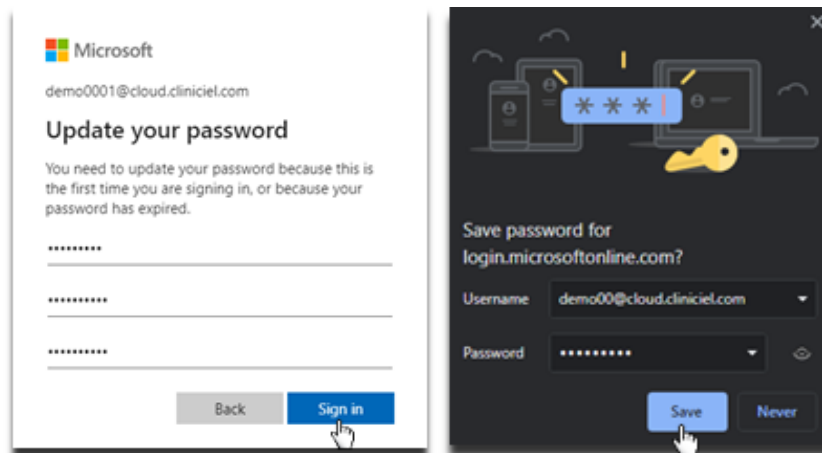 Microsoft
demo0001@cloud.cliniciel.com
Update your password
You need to update your password because this is
the first time you are signing in, or because your
password has expired.
•••••••••
••••••••••
••••••••••
Back
Sign in
* * *
Save password for
login.microsoftonline.com?
Username demo00@cloud.cliniciel.com
Password •••••••••
Save
Never